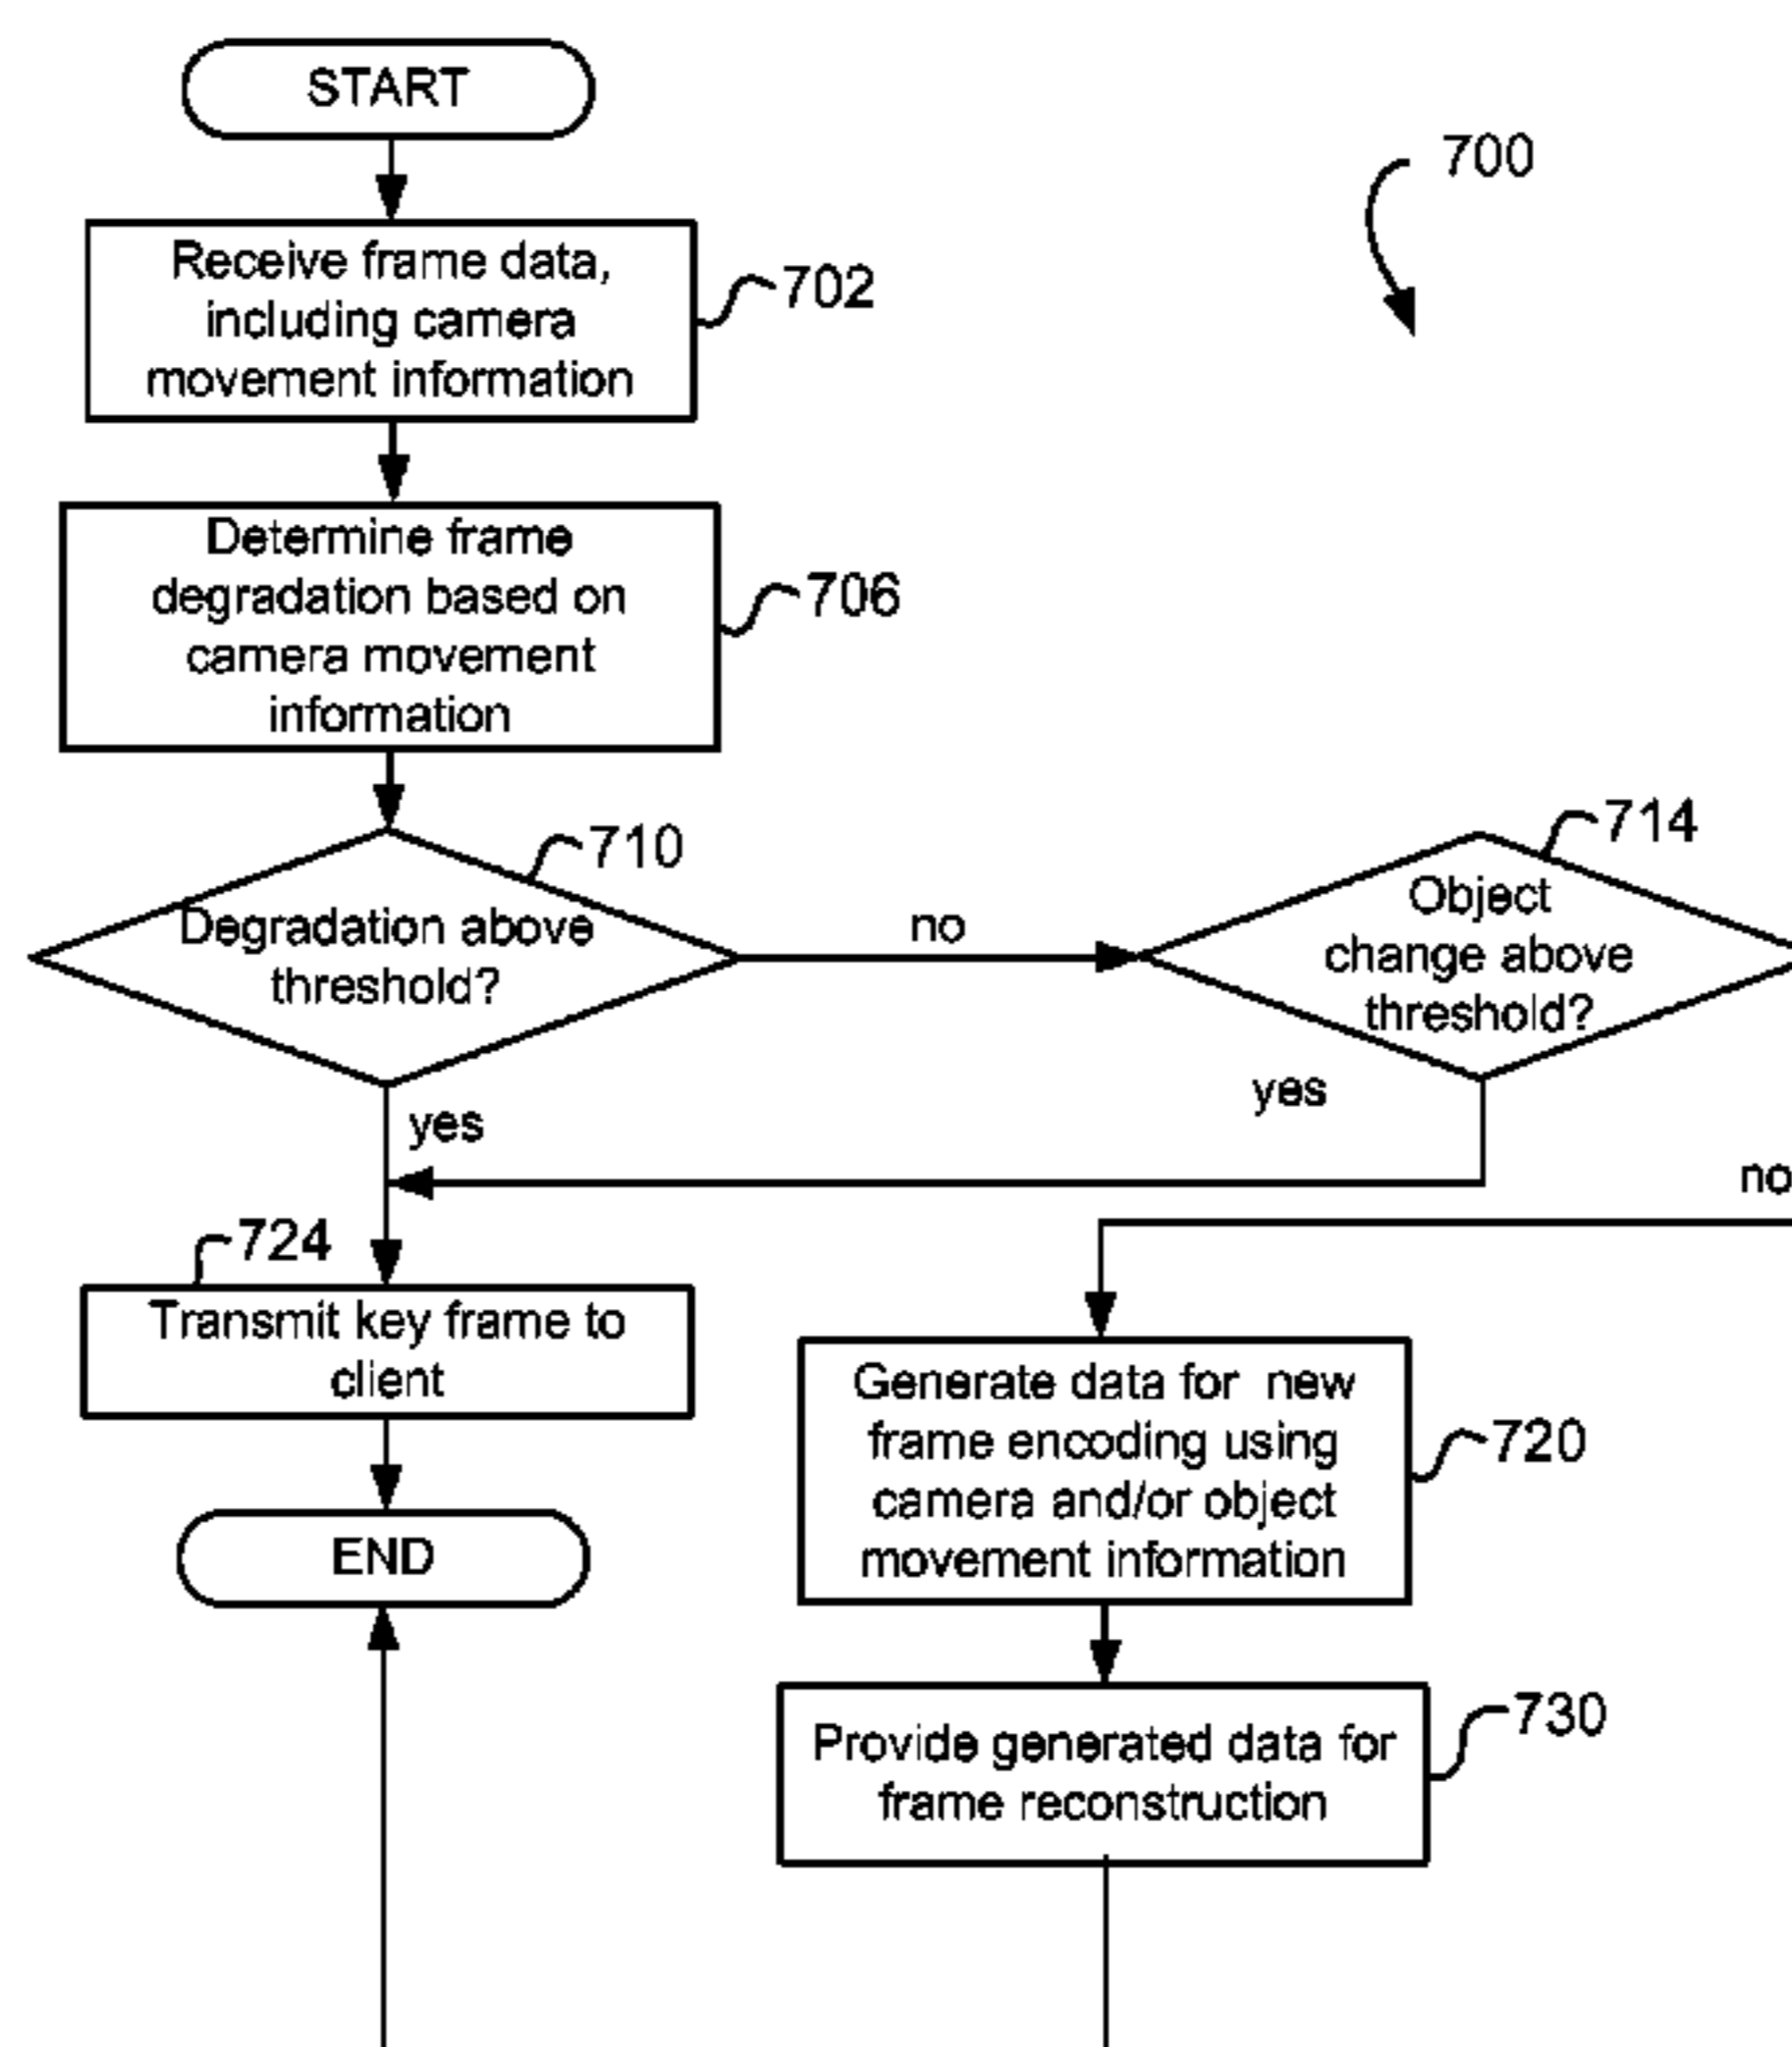 START
700
Receive frame data,
including camera
movement information
702
Determine frame
degradation based on
camera movement
information
706
710
Degradation above
threshold?
no
714
Object
change above
threshold?
yes
yes
no
724
Transmit key frame to
client
END
Generate data for new
frame encoding using
camera and/or object
movement information
720
Provide generated data for
frame reconstruction
730